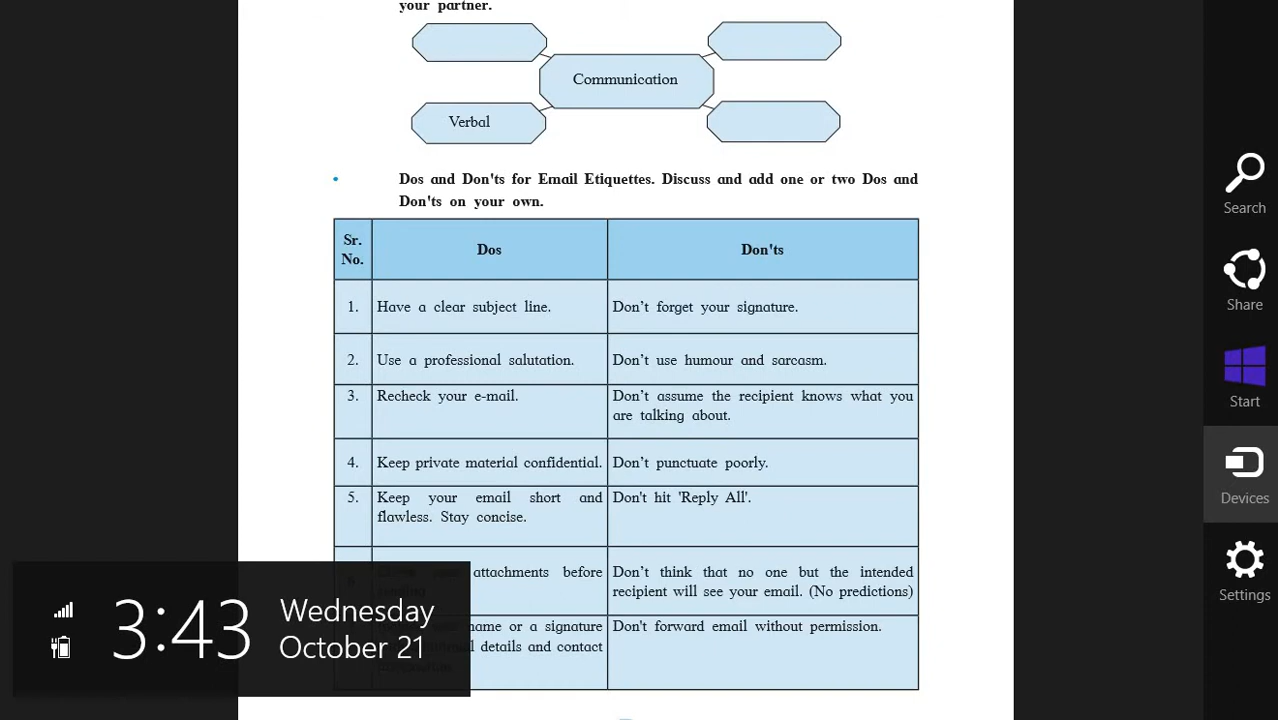 your partner.
Communication
Verbal
• Dos and Don'ts for Email Etiquettes. Discuss and add one or two Dos and
Don'ts on your own.
Sr. No. Dos Don'ts
1. Have a clear subject line. Don't forget your signature.
2. Use a professional salutation. Don't use humour and sarcasm.
3. Recheck your e-mail. Don't assume the recipient knows what you
are talking about.
4. Keep private material confidential. Don't punctuate poorly.
5. Keep your email short and Don't hit 'Reply All'.
flawless. Stay concise.
attachments before Don't think that no one but the intended
recipient will see your email. (No predictions)
name or a signature Don't forward email without permission.
details and contact
3:43
Wednesday
October 21
Search
Share
Start
Devices
Settings